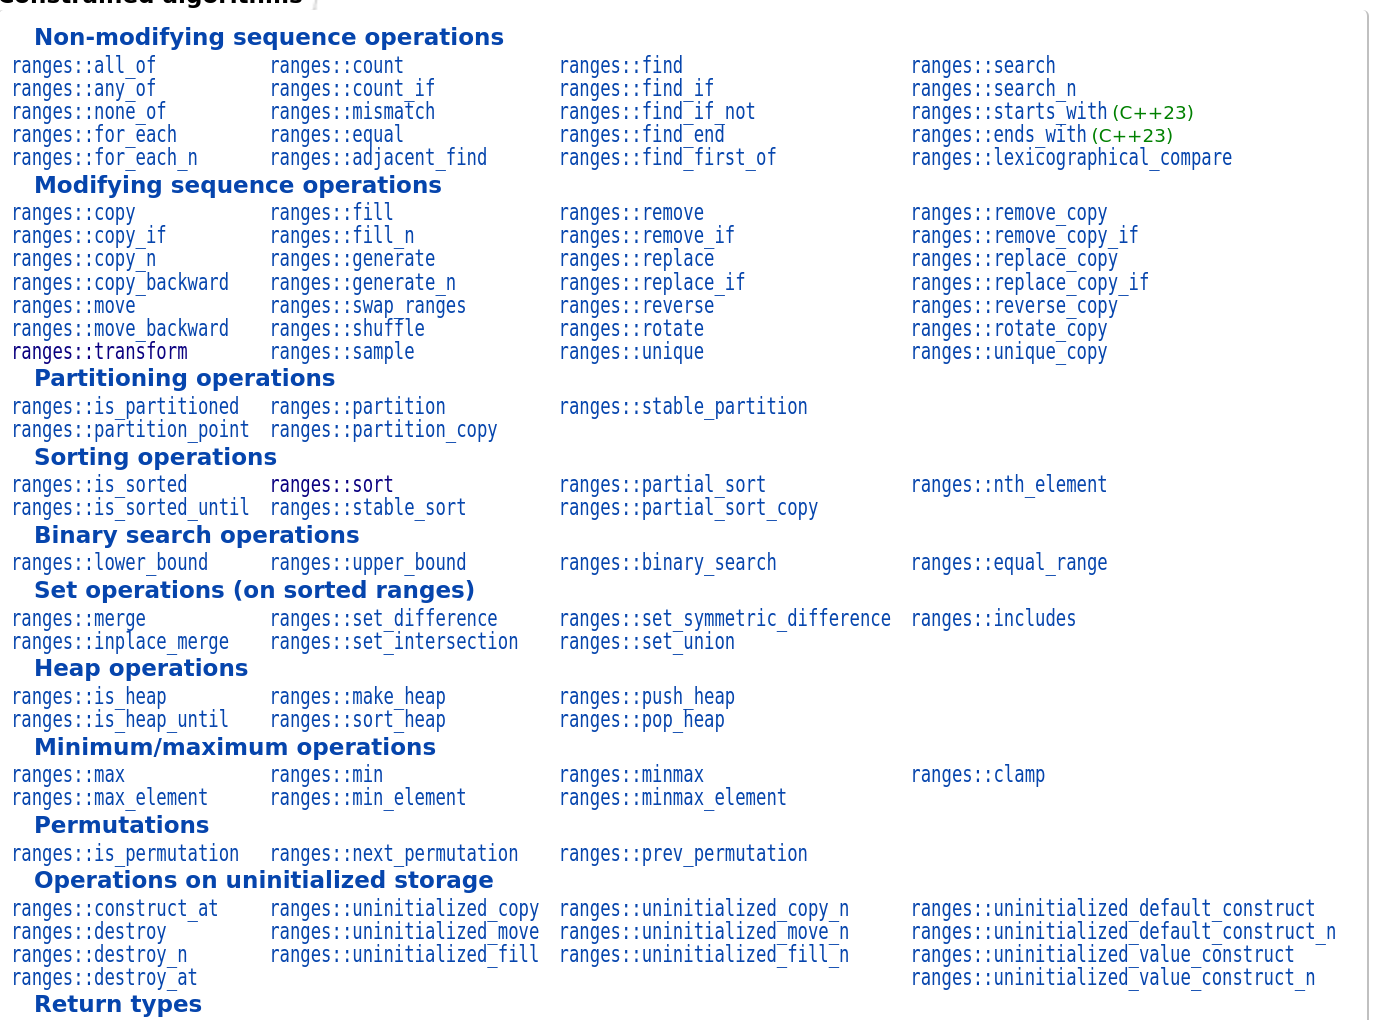 Constrained algorithms
Non-modifying sequence operations
ranges::all_of ranges::count ranges::find ranges::search
ranges::any_of ranges::count_if ranges::find_if ranges::search_n
ranges::none_of ranges::mismatch ranges::find_if_not ranges::starts_with (C++23)
ranges::for_each ranges::equal ranges::find_end ranges::ends_with (C++23)
ranges::for_each_n ranges::adjacent_find ranges::find_first_of ranges::lexicographical_compare
Modifying sequence operations
ranges::copy ranges::fill ranges::remove ranges::remove_copy
ranges::copy_if ranges::fill_n ranges::remove_if ranges::remove_copy_if
ranges::copy_n ranges::generate ranges::replace ranges::replace_copy
ranges::copy_backward ranges::generate_n ranges::replace_if ranges::replace_copy_if
ranges::move ranges::swap_ranges ranges::reverse ranges::reverse_copy
ranges::move_backward ranges::shuffle ranges::rotate ranges::rotate_copy
ranges::transform ranges::sample ranges::unique ranges::unique_copy
Partitioning operations
ranges::is_partitioned ranges::partition ranges::stable_partition
ranges::partition_point ranges::partition_copy
Sorting operations
ranges::is_sorted ranges::sort ranges::partial_sort ranges::nth_element
ranges::is_sorted_until ranges::stable_sort ranges::partial_sort_copy
Binary search operations
ranges::lower_bound ranges::upper_bound ranges::binary_search ranges::equal_range
Set operations (on sorted ranges)
ranges::merge ranges::set_difference ranges::set_symmetric_difference ranges::includes
ranges::inplace_merge ranges::set_intersection ranges::set_union
Heap operations
ranges::is_heap ranges::make_heap ranges::push_heap
ranges::is_heap_until ranges::sort_heap ranges::pop_heap
Minimum/maximum operations
ranges::max ranges::min ranges::minmax ranges::clamp
ranges::max_element ranges::min_element ranges::minmax_element
Permutations
ranges::is_permutation ranges::next_permutation ranges::prev_permutation
Operations on uninitialized storage
ranges::construct_at ranges::uninitialized_copy ranges::uninitialized_copy_n ranges::uninitialized_default_construct
ranges::destroy ranges::uninitialized_move ranges::uninitialized_move_n ranges::uninitialized_default_construct_n
ranges::destroy_n ranges::uninitialized_fill ranges::uninitialized_fill_n ranges::uninitialized_value_construct
ranges::destroy_at ranges::uninitialized_value_construct_n
Return types